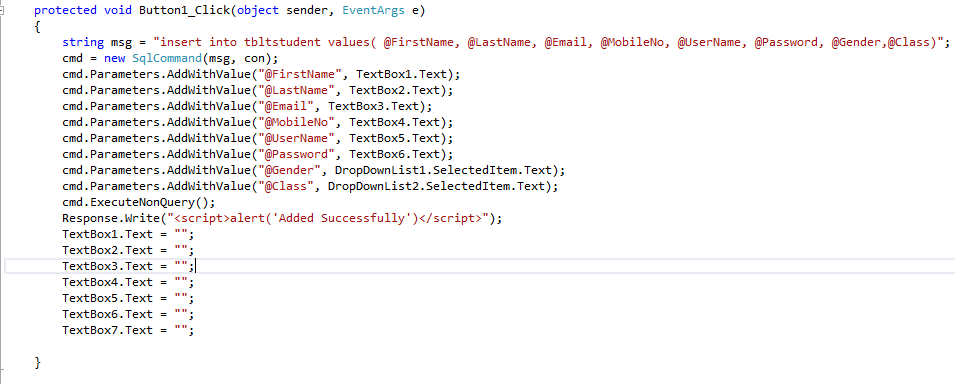 protected void Button1_Click(object sender, EventArgs e)
{
string msg = "insert into tbltstudent values( @FirstName, @LastName, @Email, @MobileNo, @UserName, @Password, @Gender,@Class)";
cmd = new SqlCommand(msg, con);
cmd.Parameters.AddWithValue("@FirstName", TextBox1.Text);
cmd.Parameters.AddWithValue("@LastName", TextBox2.Text);
cmd.Parameters.AddWithValue("@Email", TextBox3.Text);
cmd.Parameters.AddWithValue("@MobileNo", TextBox4.Text);
cmd.Parameters.AddWithValue("@UserName", TextBox5.Text);
cmd.Parameters.AddWithValue("@Password", TextBox6.Text);
cmd.Parameters.AddWithValue("@Gender", DropDownList1.SelectedItem.Text);
cmd.Parameters.AddWithValue("@Class", DropDownList2.SelectedItem.Text);
cmd.ExecuteNonQuery();
Response.Write("<script>alert('Added Successfully')</script>");
TextBox1.Text = "";
TextBox2.Text = "";
TextBox3.Text = "";
TextBox4.Text = "";
TextBox5.Text = "";
TextBox6.Text = "";
TextBox7.Text = "";
}